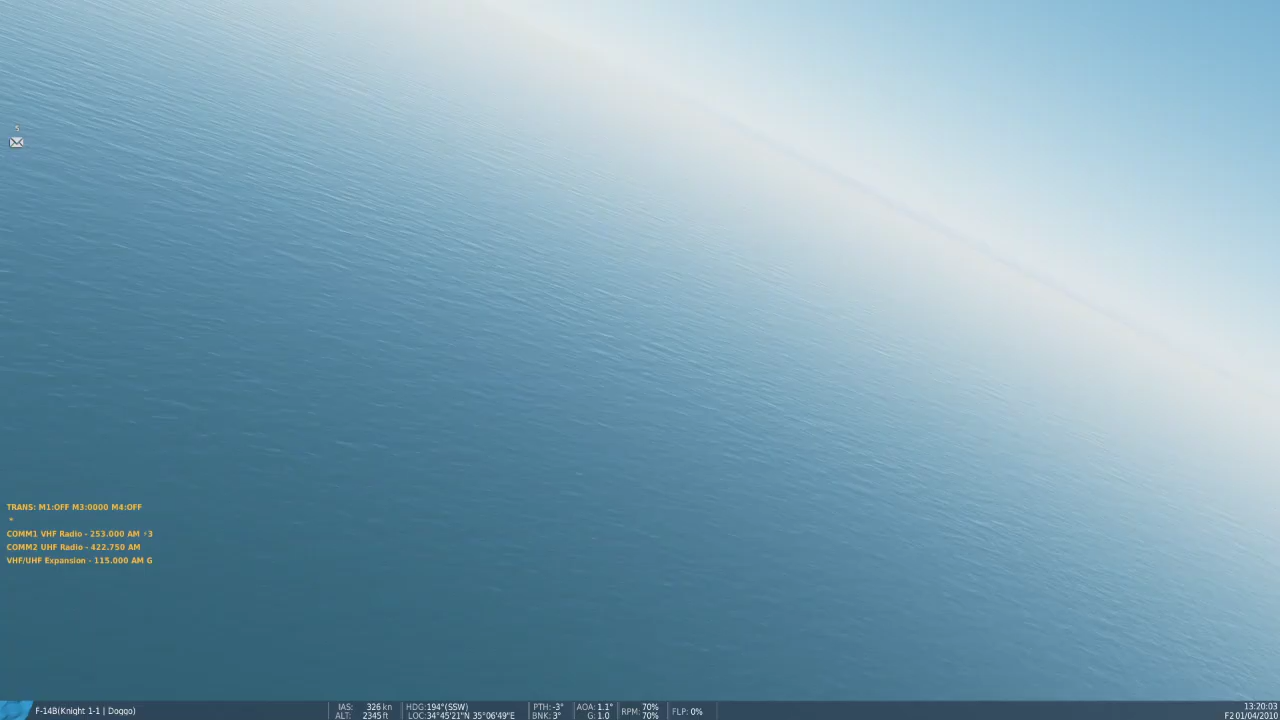 5
TRANS: M1:OFF M3:0000 M4:OFF
*
COMM1 VHF Radio - 253.000 AM
COMM2 UHF Radio - 422.750 AM
VHF/UHF Expansion - 115.000 AM G
F-14B(Knight 1-1 | Doggo)
IAS: 326 kn
ALT: 2345 ft
HDG:194°(SSW)
LOC:34°45'21"N 35°06'49"E
PTH: -3°
BNK: 3°
AOA: 1.1°
G: 1.0
RPM: 70%
70%
FLP: 0%
13:20:03
F2 01/04/2010